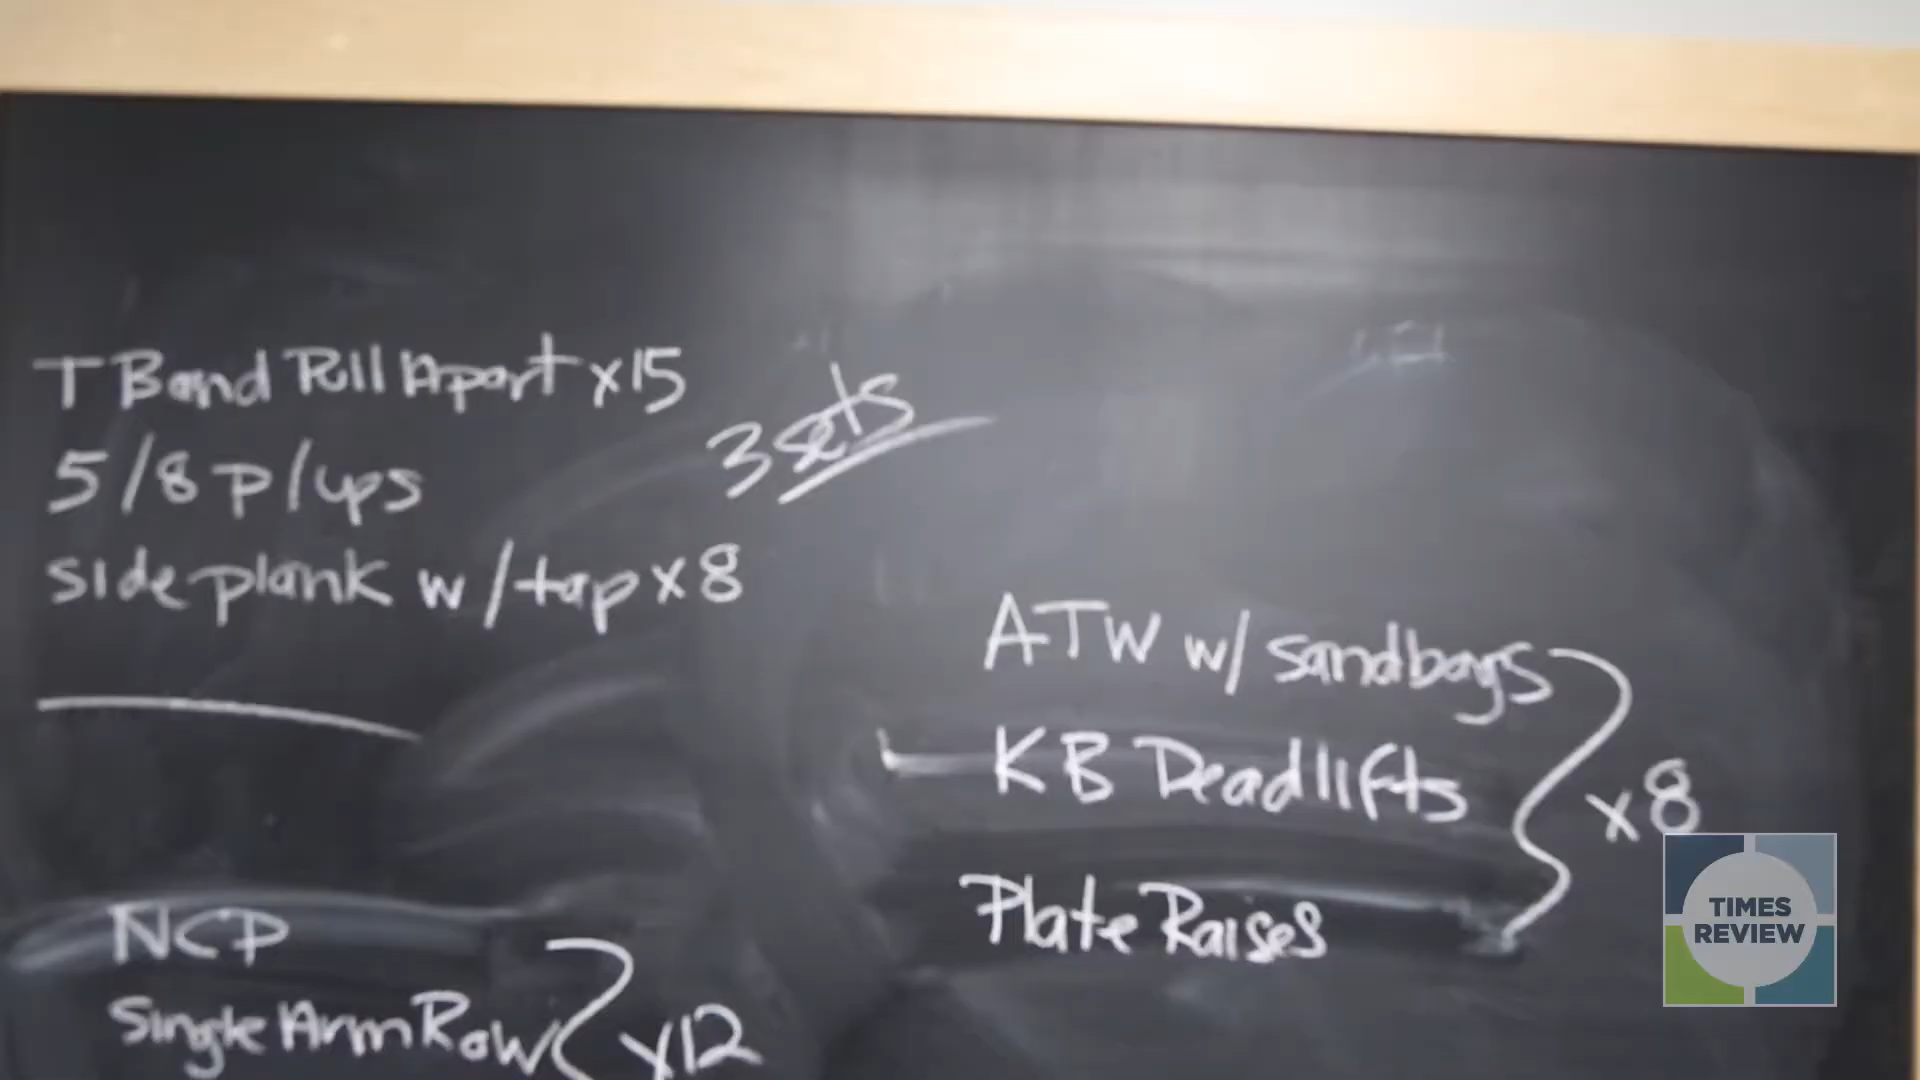 T Band Pull Apart x15
5/8 p/ups
side plank w/tap x8
3 sets
NCP
Single Arm Row
x12
ATW w/ sandbags
KB Deadlifts
Plate Raises
x8
TIMES
REVIEW